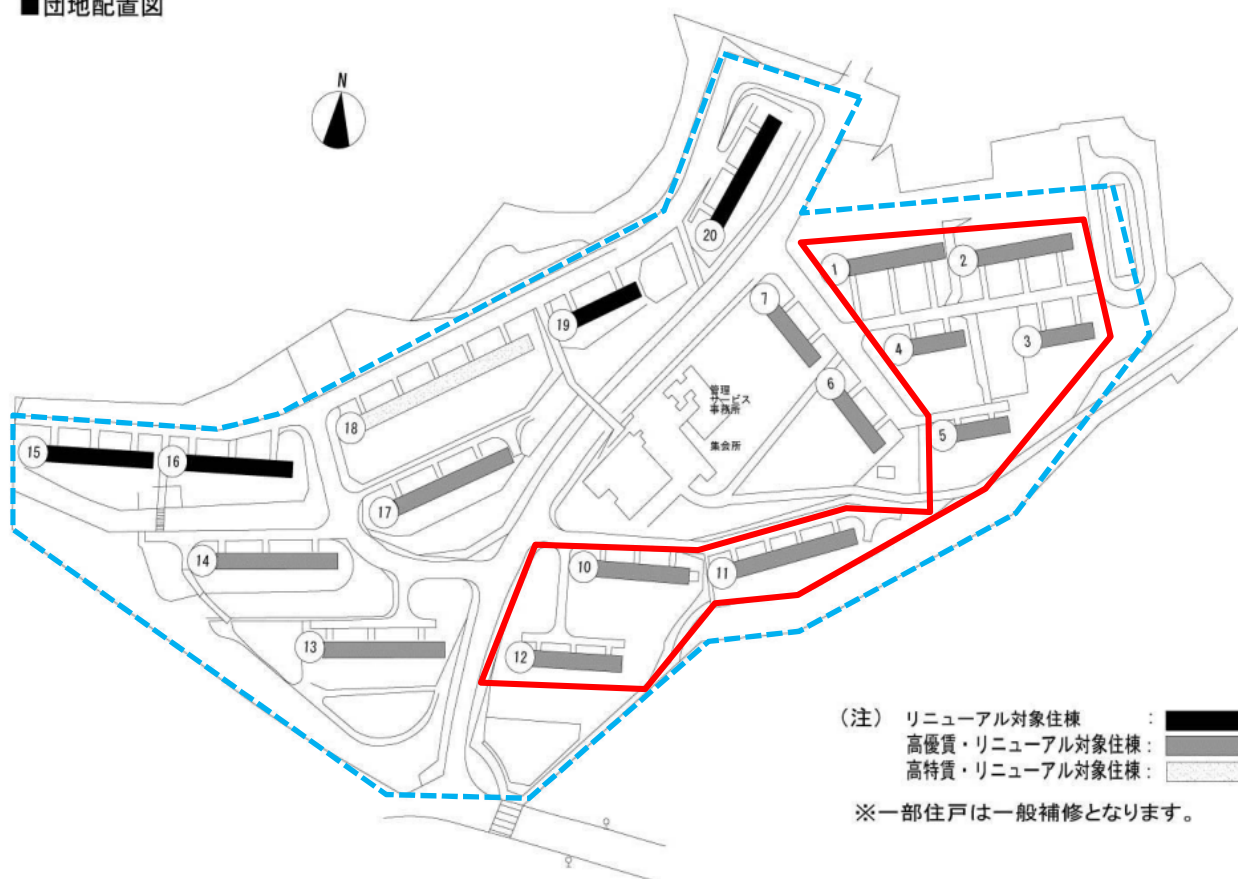 ■団地配置図
N
20
1
2
7
19
4
3
6
管理
サービス
事務所
18
5
集会所
15
16
17
14
10
11
13
12
(注) リニューアル対象住棟 :
高優賃・リニューアル対象住棟:
高特賃・リニューアル対象住棟:
※一部住戸は一般補修となります。